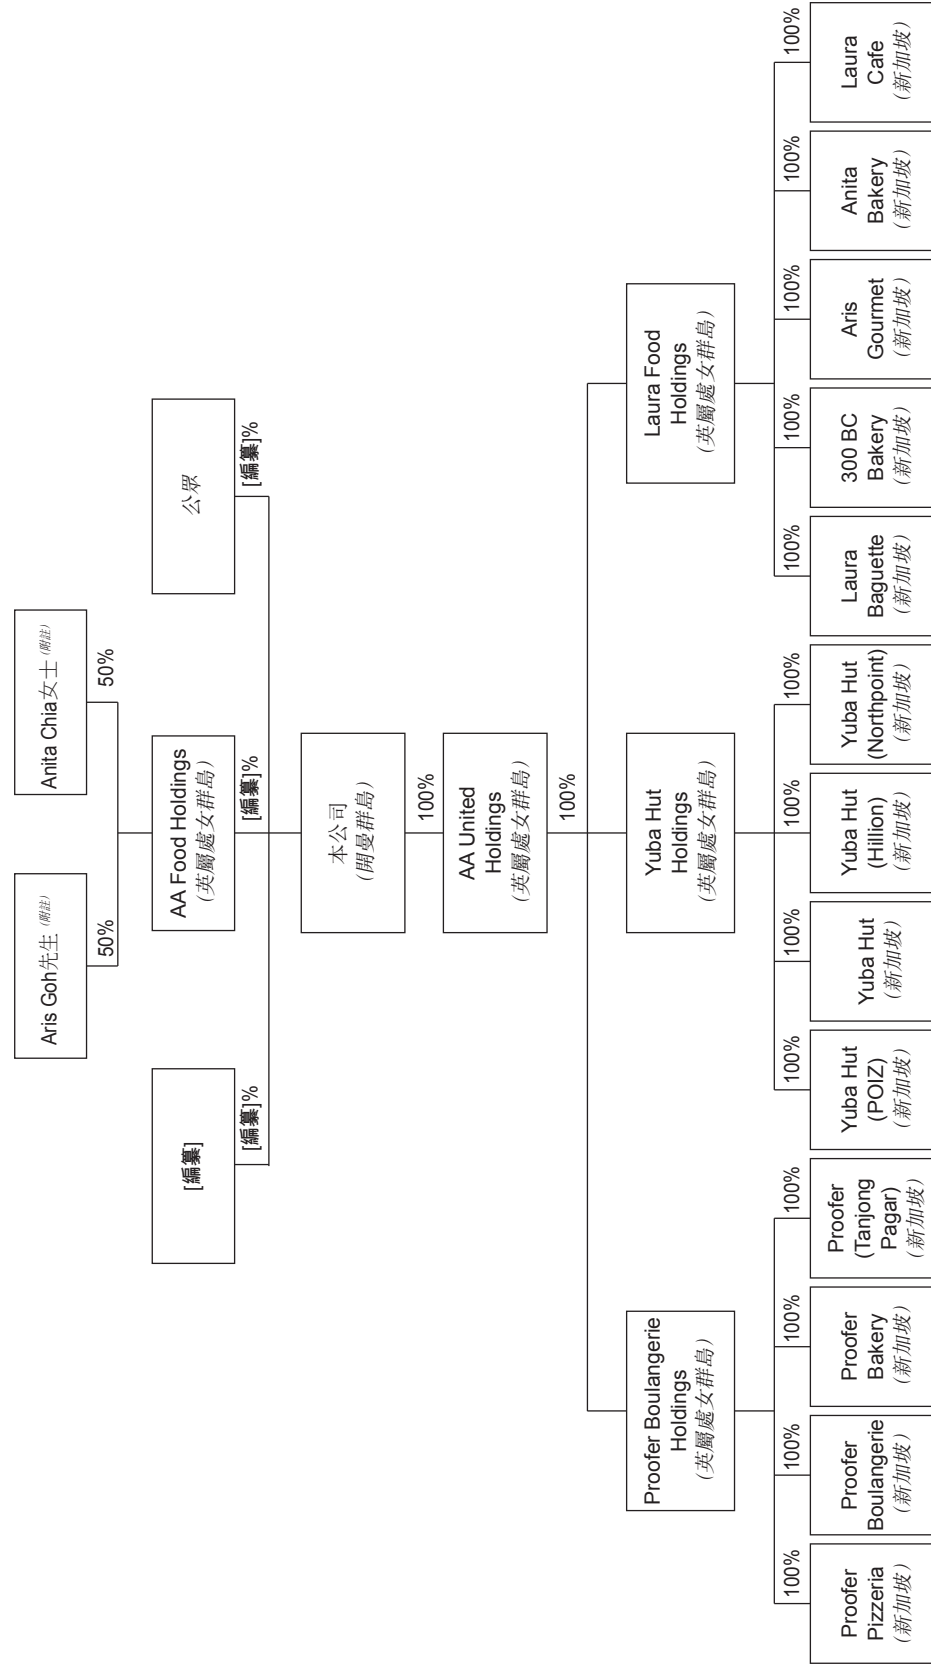 Aris Goh先生(附註)
Anita Chia女士(附註)
50%
50%
[編纂]
AA Food Holdings
(英屬處女群島)
公眾
[編纂]%
[編纂]%
[編纂]%
本公司
(開曼群島)
100%
AA United
Holdings
(英屬處女群島)
100%
Proofer Boulangerie
Holdings
(英屬處女群島)
Yuba Hut
Holdings
(英屬處女群島)
Laura Food
Holdings
(英屬處女群島)
100%
100%
100%
100%
100%
100%
100%
100%
100%
100%
100%
100%
100%
Proofer
Pizzeria
(新加坡)
Proofer
Boulangerie
(新加坡)
Proofer
Bakery
(新加坡)
Proofer
(Tanjong
Pagar)
(新加坡)
Yuba Hut
(POIZ)
(新加坡)
Yuba Hut
(新加坡)
Yuba Hut
(Hillion)
(新加坡)
Yuba Hut
(Northpoint)
(新加坡)
Laura
Baguette
(新加坡)
300 BC
Bakery
(新加坡)
Aris
Gourmet
(新加坡)
Anita
Bakery
(新加坡)
Laura
Cafe
(新加坡)